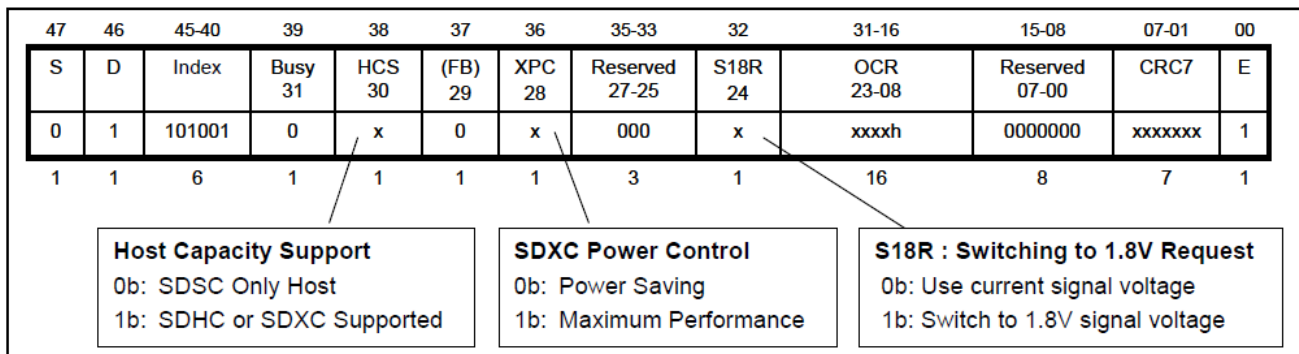 47 46 45-40 39 38 37 36 35-33 32 31-16 15-08 07-01 00
S D Index Busy HCS (FB) XPC Reserved S18R OCR Reserved CRC7 E
31 30 29 28 27-25 24 23-08 07-00
0 1 101001 0 x 0 x 000 x xxxxh 0000000 xxxxxxx 1
1 1 6 1 1 1 1 3 1 16 8 7 1
Host Capacity Support
0b: SDSC Only Host
1b: SDHC or SDXC Supported
SDXC Power Control
0b: Power Saving
1b: Maximum Performance
S18R : Switching to 1.8V Request
0b: Use current signal voltage
1b: Switch to 1.8V signal voltage